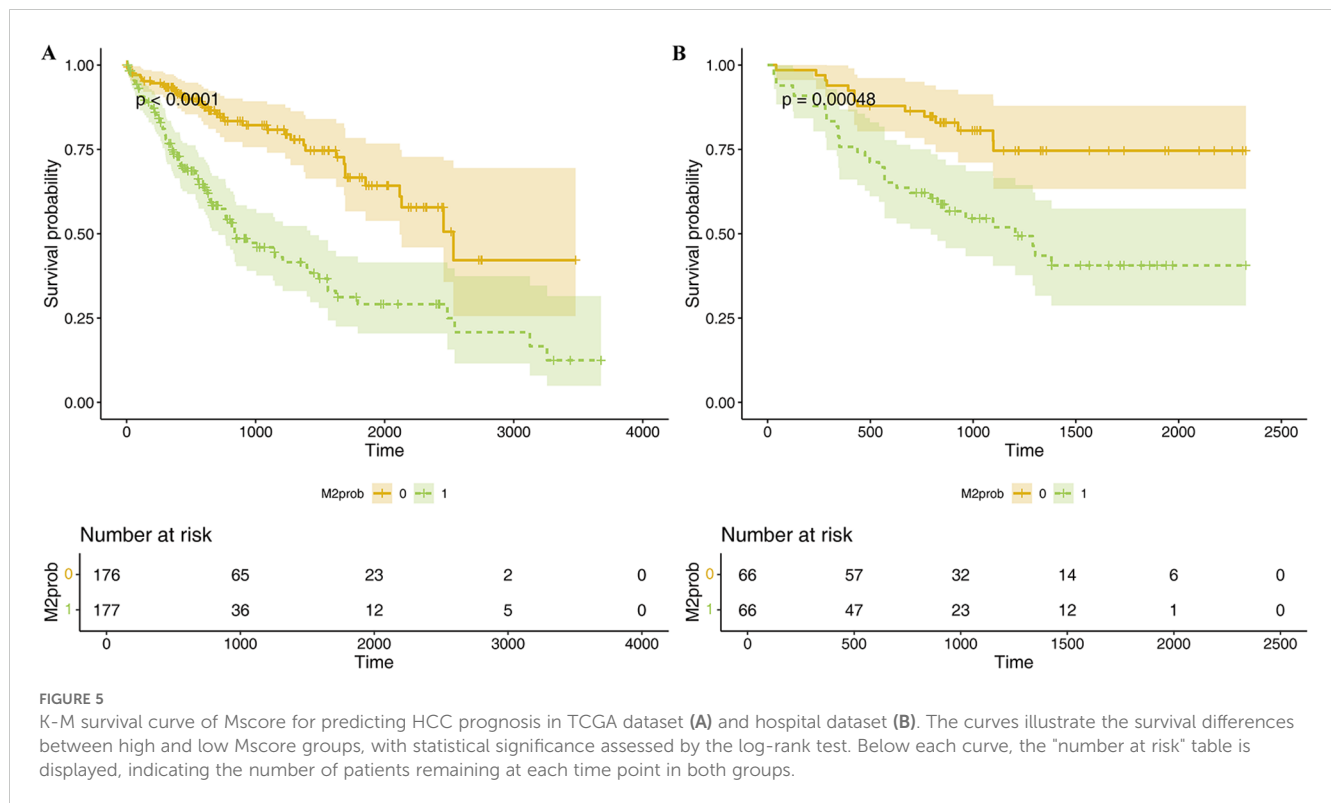 A
1.00
0.75
0.50
0.25
0.00
Survival probability
p < 0.0001
0 1000 2000 3000 4000
Time
M2prob 0 1
Number at risk
M2prob
0 176 65 23 2 0
1 177 36 12 5 0
0 1000 2000 3000 4000
Time
B
1.00
0.75
0.50
0.25
0.00
Survival probability
p = 0.00048
0 500 1000 1500 2000 2500
Time
M2prob 0 1
Number at risk
M2prob
0 66 57 32 14 6 0
1 66 47 23 12 1 0
0 500 1000 1500 2000 2500
Time
FIGURE 5
K-M survival curve of Mscore for predicting HCC prognosis in TCGA dataset (A) and hospital dataset (B). The curves illustrate the survival differences
between high and low Mscore groups, with statistical significance assessed by the log-rank test. Below each curve, the "number at risk" table is
displayed, indicating the number of patients remaining at each time point in both groups.